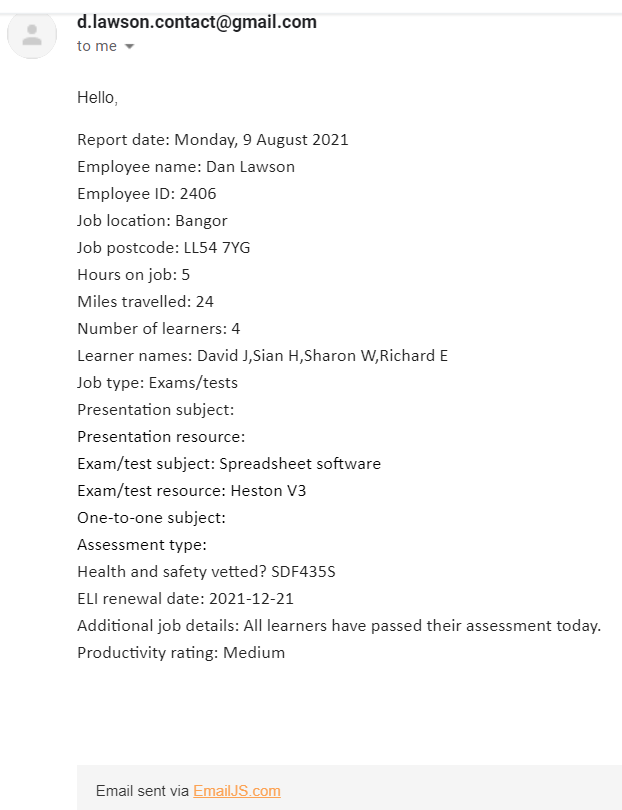 d.lawson.contact@gmail.com
to me
Hello,
Report date: Monday, 9 August 2021
Employee name: Dan Lawson
Employee ID: 2406
Job location: Bangor
Job postcode: LL54 7YG
Hours on job: 5
Miles travelled: 24
Number of learners: 4
Learner names: David J,Sian H,Sharon W,Richard E
Job type: Exams/tests
Presentation subject:
Presentation resource:
Exam/test subject: Spreadsheet software
Exam/test resource: Heston V3
One-to-one subject:
Assessment type:
Health and safety vetted? SDF435S
ELI renewal date: 2021-12-21
Additional job details: All learners have passed their assessment today.
Productivity rating: Medium
Email sent via EmailJS.com